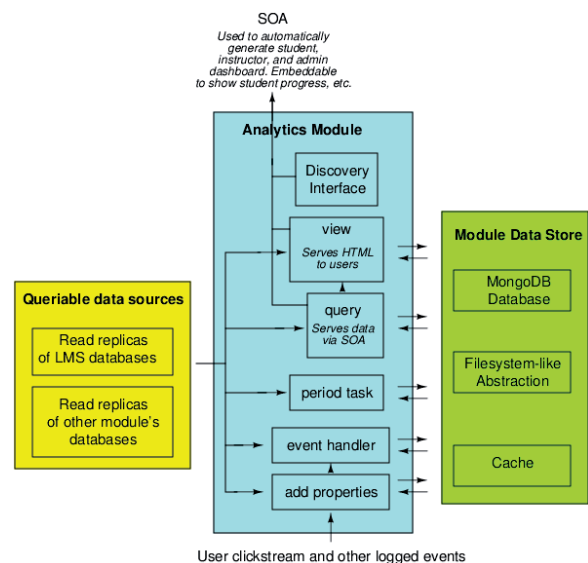 SOA
Used to automatically
generate student,
instructor, and admin
dashboard. Embeddable
to show student progress, etc.
Analytics Module
Discovery
Interface
view
Serves HTML
to users
query
Serves data
via SOA
period task
event handler
add properties
User clickstream and other logged events
Queriable data sources
Read replicas
of LMS databases
Read replicas
of other module's
databases
Module Data Store
MongoDB
Database
Filesystem-like
Abstraction
Cache